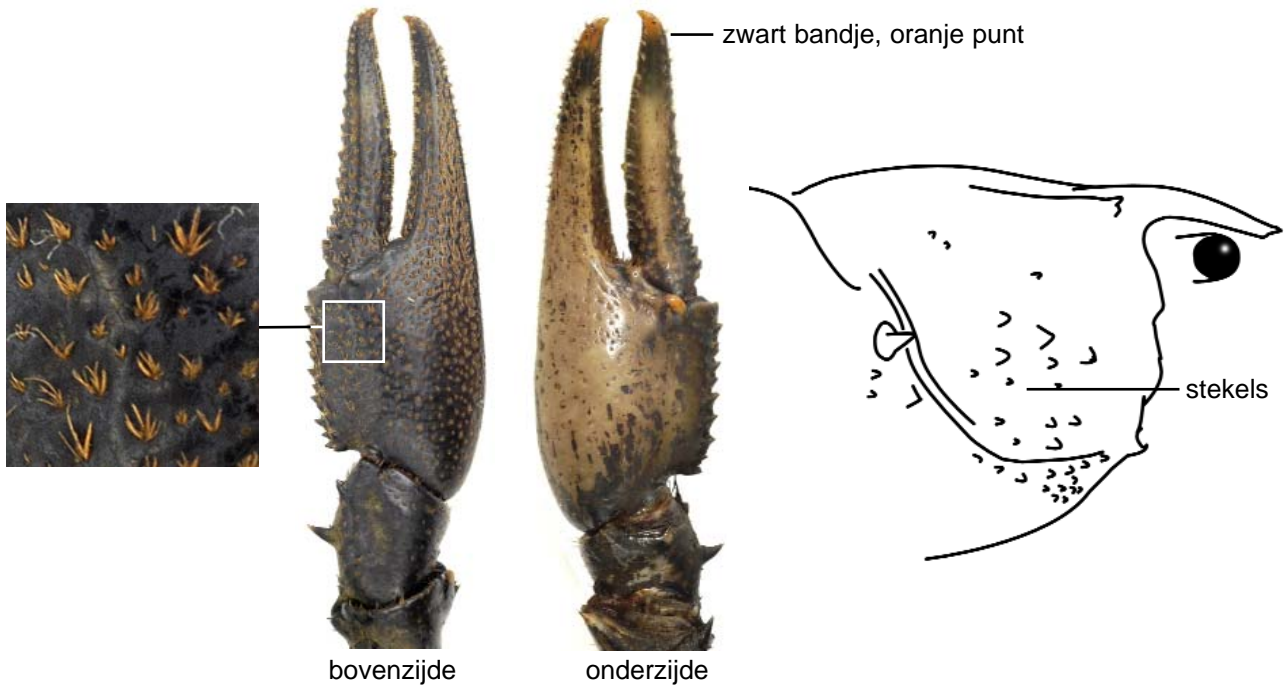 zwart bandje, oranje punt
stekels
bovenzijde
onderzijde